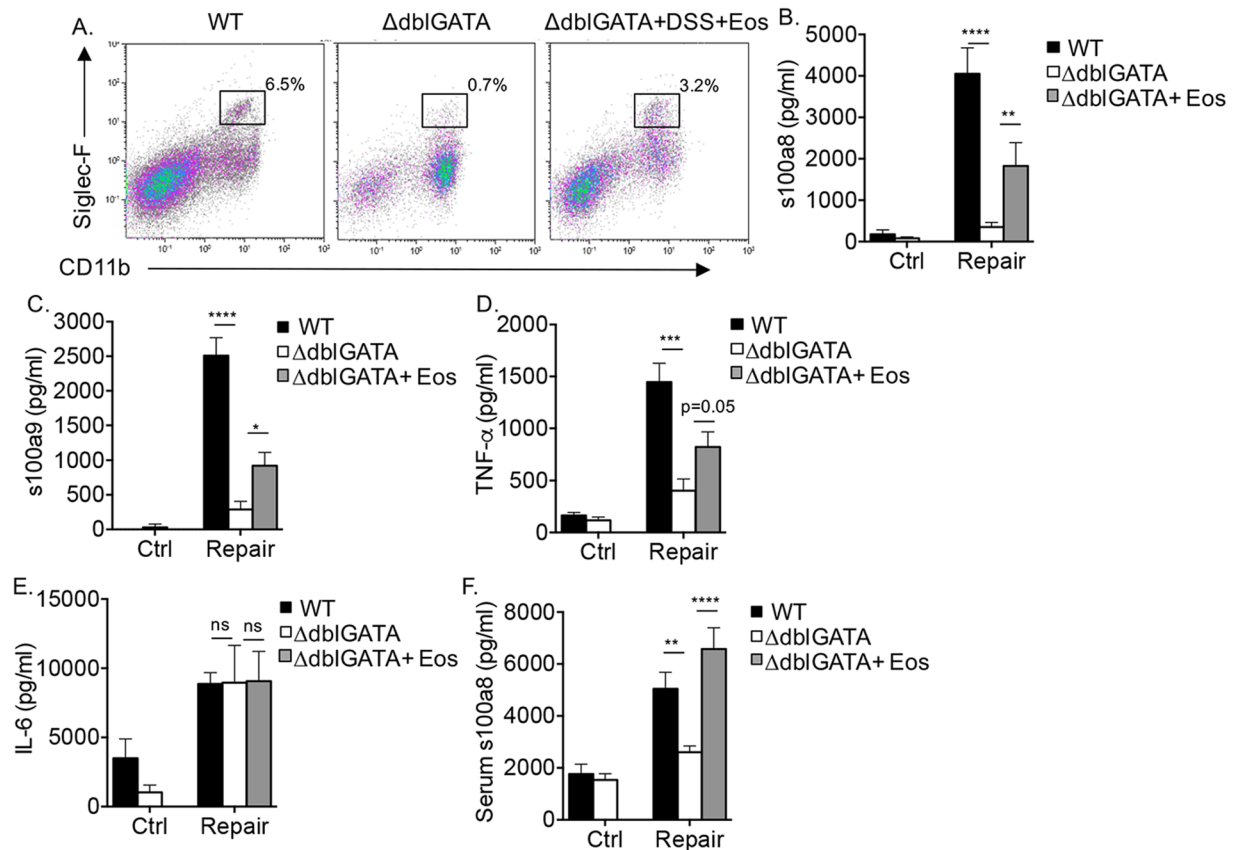 A.
WT
ΔdblGATA
ΔdblGATA+DSS+Eos
6.5%
0.7%
3.2%
Siglec-F
CD11b
B.
s100a8 (pg/ml)
5000
4000
3000
2000
1000
0
****
**
Ctrl
Repair
WT
ΔdblGATA
ΔdblGATA+ Eos
C.
s100a9 (pg/ml)
3000
2500
2000
1500
1000
500
0
****
*
Ctrl
Repair
WT
ΔdblGATA
ΔdblGATA+ Eos
D.
TNF-α (pg/ml)
2000
1500
1000
500
0
***
p=0.05
Ctrl
Repair
WT
ΔdblGATA
ΔdblGATA+ Eos
E.
IL-6 (pg/ml)
15000
10000
5000
0
ns
ns
Ctrl
Repair
WT
ΔdblGATA
ΔdblGATA+ Eos
F.
Serum s100a8 (pg/ml)
8000
6000
4000
2000
0
**
****
Ctrl
Repair
WT
ΔdblGATA
ΔdblGATA+ Eos